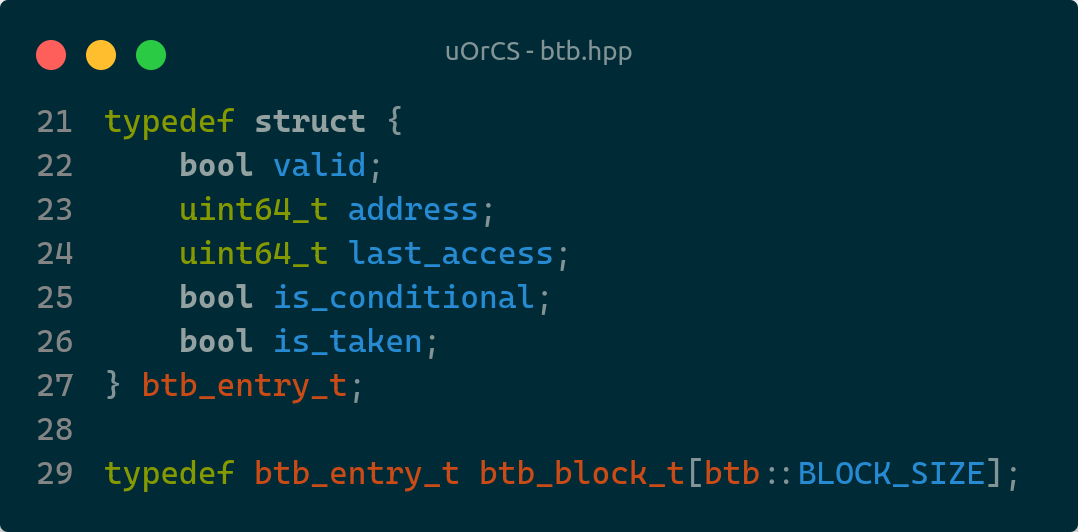 uOrCS - btb.hpp
21 typedef struct {
22     bool valid;
23     uint64_t address;
24     uint64_t last_access;
25     bool is_conditional;
26     bool is_taken;
27 } btb_entry_t;
28
29 typedef btb_entry_t btb_block_t[btb::BLOCK_SIZE];